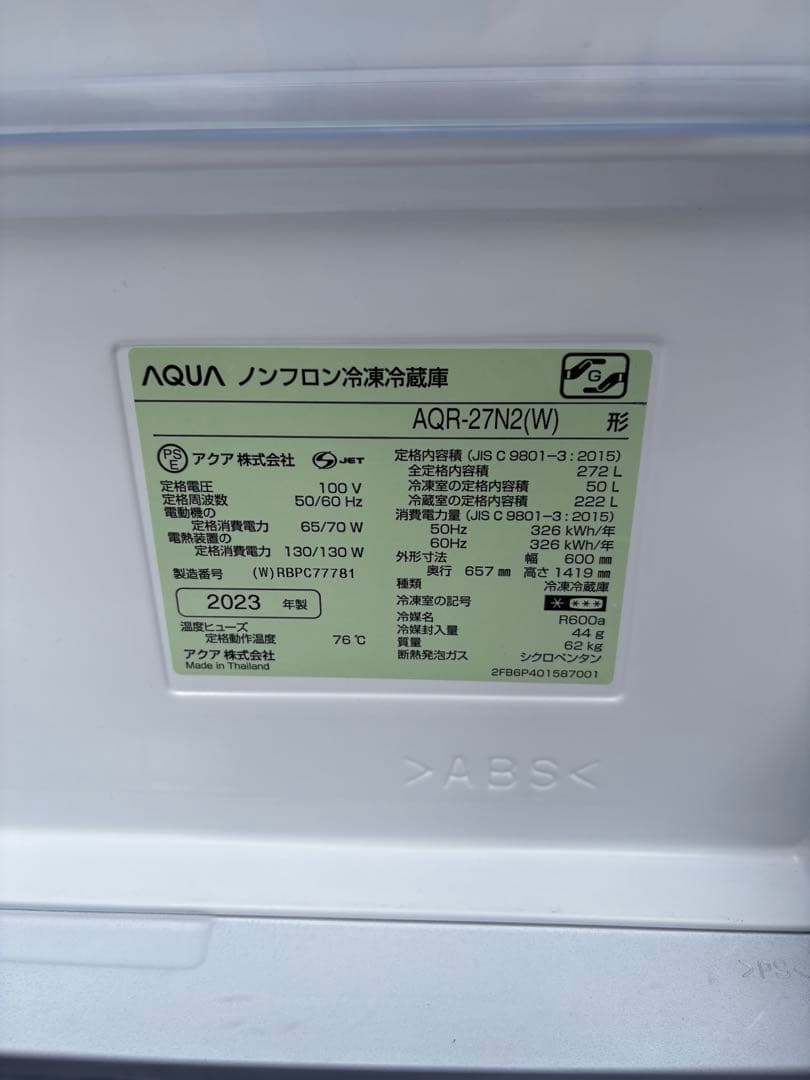 AQUA ノンフロン冷凍冷蔵庫
G
AQR-27N2(W) 形
PS E アクア 株式会社 S JET
定格電圧 100 V
定格周波数 50/60 Hz
電動機の
定格消費電力 65/70 W
電熱装置の
定格消費電力 130/130 W
製造番号 (W)RBPC77781
2023 年製
温度ヒューズ
定格動作温度 76 ℃
アクア 株式会社
Made in Thailand
定格内容積 (JIS C 9801-3 : 2015)
全定格内容積 272 L
冷凍室の定格内容積 50 L
冷蔵室の定格内容積 222 L
消費電力量 (JIS C 9801-3 : 2015)
50Hz 326 kWh/年
60Hz 326 kWh/年
外形寸法 幅 600 mm
奥行 657 mm 高さ 1419 mm
種類 冷凍冷蔵庫
冷凍室の記号 * ***
冷媒名 R600a
冷媒封入量 44 g
質量 62 kg
断熱発泡ガス シクロペンタン
2FB6P401587001
>ABS<
>PS<